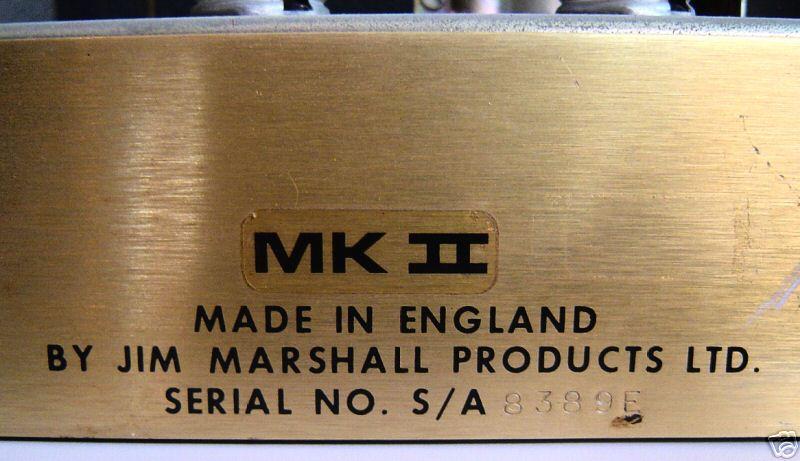 MK II
MADE IN ENGLAND
BY JIM MARSHALL PRODUCTS LTD.
SERIAL NO. S/A 8389E